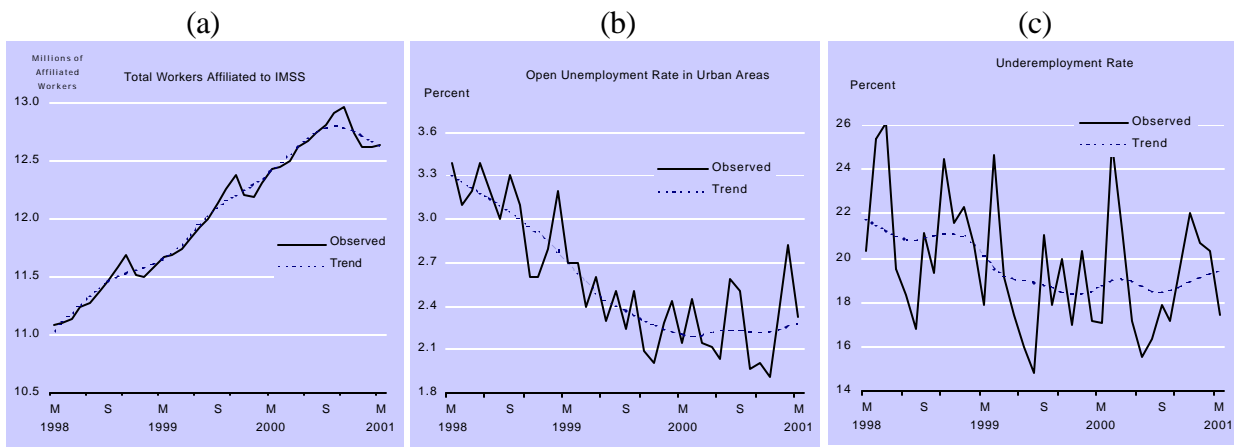 (a)
Millions of
Affiliated
Workers
Total Workers Affiliated to IMSS
13.0
12.5
12.0
11.5
11.0
10.5
Observed
Trend
M S M S M S M
1998 1999 2000 2001
(b)
Open Unemployment Rate in Urban Areas
Percent
3.6
3.3
3.0
2.7
2.4
2.1
1.8
Observed
Trend
M S M S M S M
1998 1999 2000 2001
(c)
Underemployment Rate
Percent
26
24
22
20
18
16
14
Observed
Trend
M S M S M S M
1998 1999 2000 2001